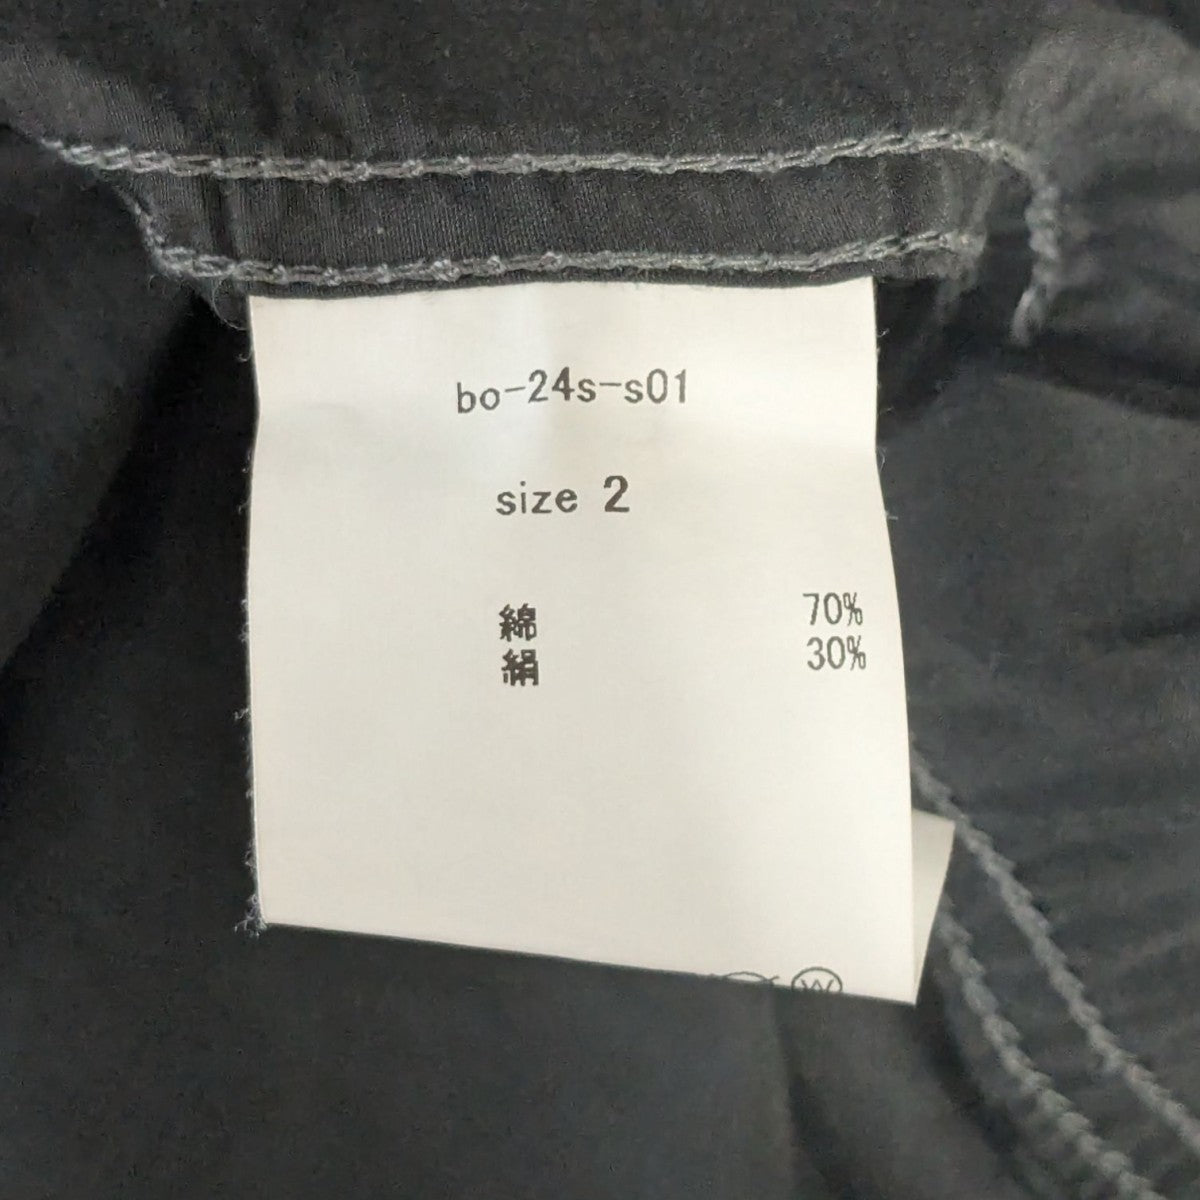 bo-24s-s01
size 2
綿 70%
絹 30%
W